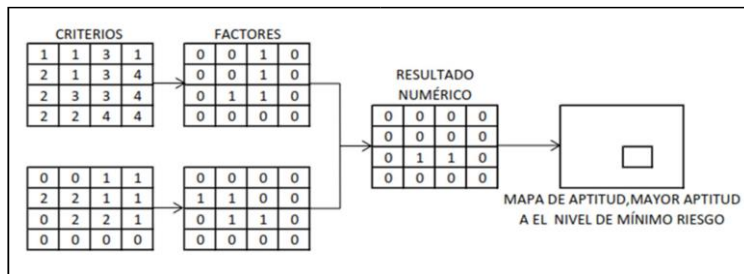 CRITERIOS
1 1 3 1
2 1 3 4
2 3 3 4
2 2 4 4
FACTORES
0 0 1 0
0 0 1 0
0 1 1 0
0 0 0 0
0 0 1 1
2 2 1 1
0 2 2 1
0 0 0 0
0 0 0 0
1 1 0 0
0 1 1 0
0 0 0 0
RESULTADO
NUMÉRICO
0 0 0 0
0 0 0 0
0 1 1 0
0 0 0 0
MAPA DE APTITUD,MAYOR APTITUD
A EL NIVEL DE MÍNIMO RIESGO